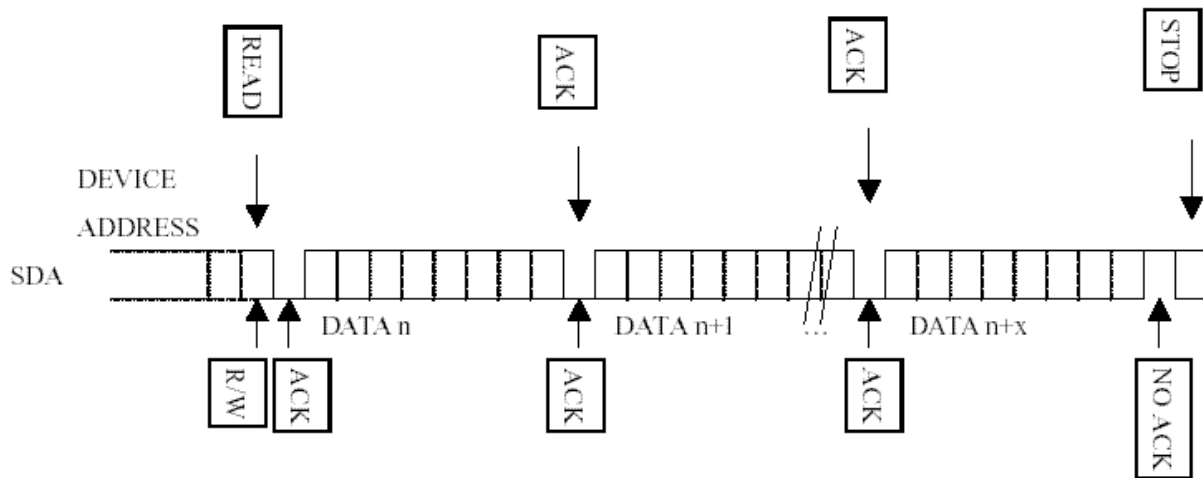 READ
ACK
ACK
STOP
DEVICE
ADDRESS
SDA
DATA n
DATA n+1
...
DATA n+x
R/W
ACK
ACK
ACK
NO ACK